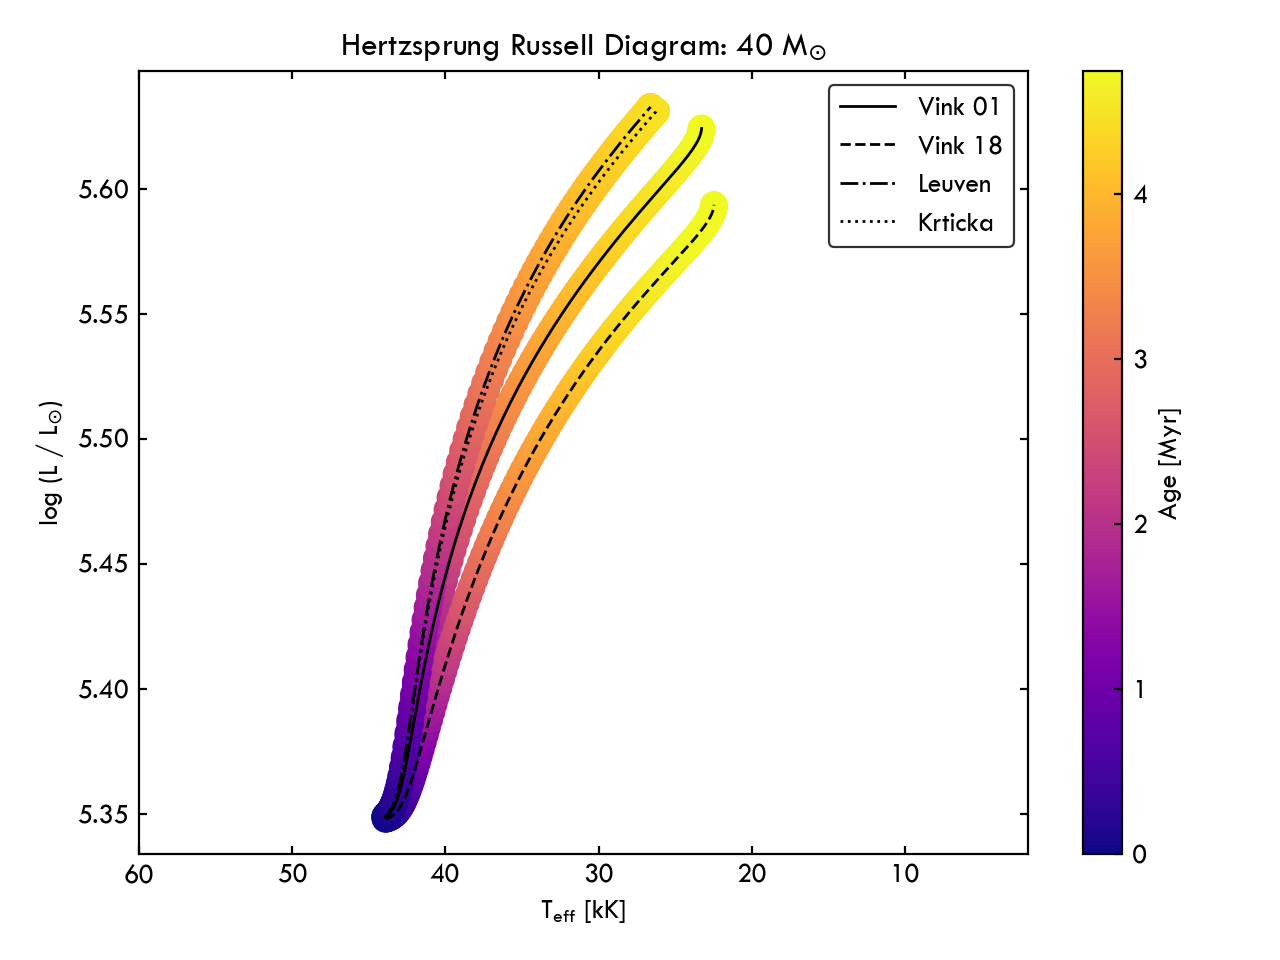 Hertzsprung Russell Diagram: 40 M☉
Vink 01
Vink 18
Leuven
Krticka
5.60
5.55
5.50
5.45
5.40
5.35
log (L / L☉)
60 50 40 30 20 10
T_eff [kK]
4
3
2
1
0
Age [Myr]